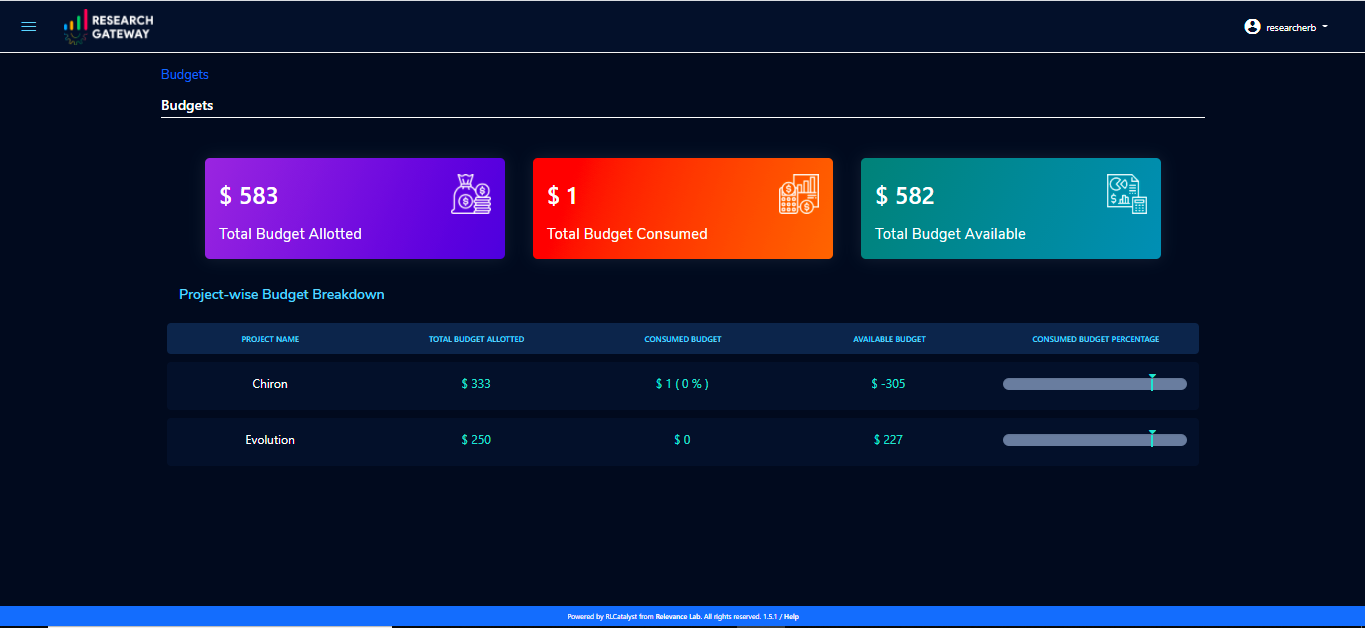 RESEARCH
GATEWAY
researcherb
Budgets
Budgets
$ 583
Total Budget Allotted
$ 1
Total Budget Consumed
$ 582
Total Budget Available
Project-wise Budget Breakdown
PROJECT NAME TOTAL BUDGET ALLOTTED CONSUMED BUDGET AVAILABLE BUDGET CONSUMED BUDGET PERCENTAGE
Chiron $ 333 $ 1 ( 0 % ) $ -305
Evolution $ 250 $ 0 $ 227
Powered by RLCatalyst from Relevance Lab. All rights reserved. 1.5.1 / Help